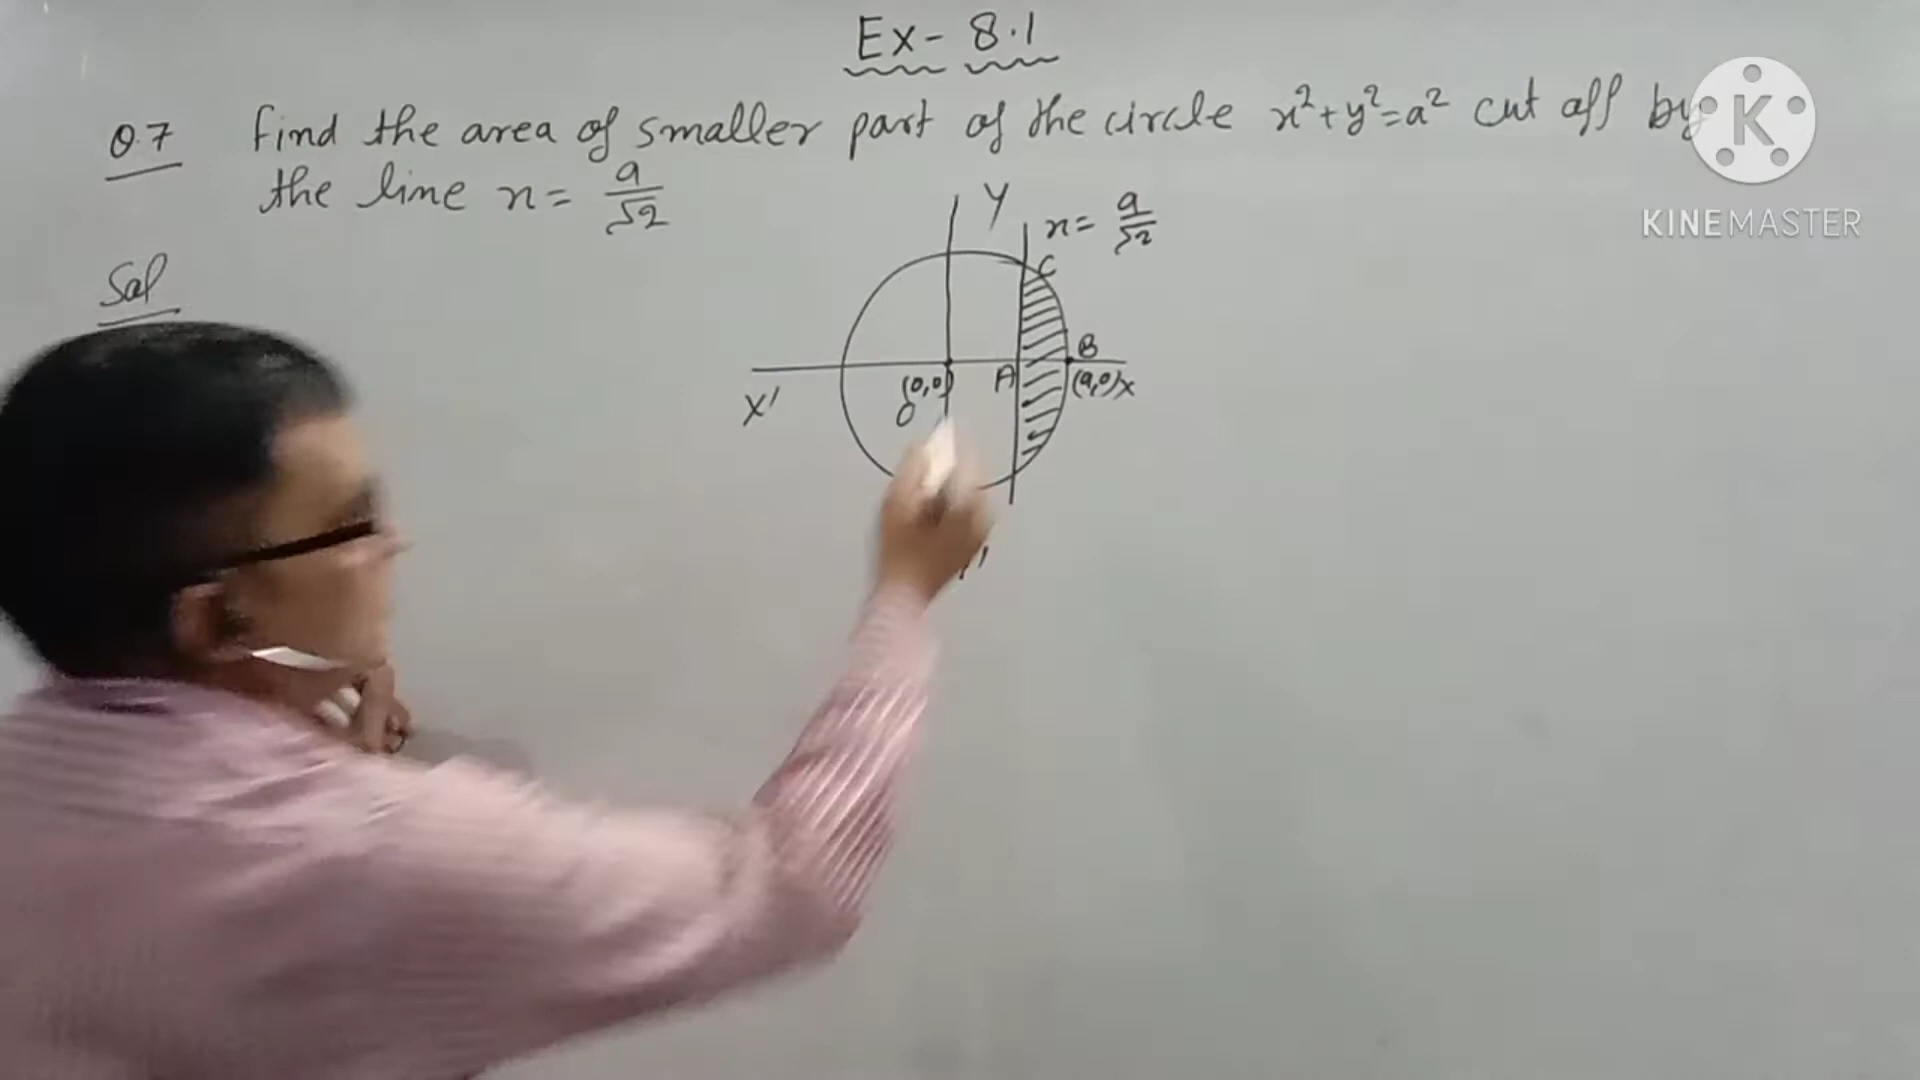 Ex- 8.1
Q.7 Find the area of smaller part of the circle x²+y²=a² cut off by
the line x= a/√2
Sol
Y
x= a/√2
C
B
(0,0)
O
A
(a,0)
X
X'
K
KINEMASTER